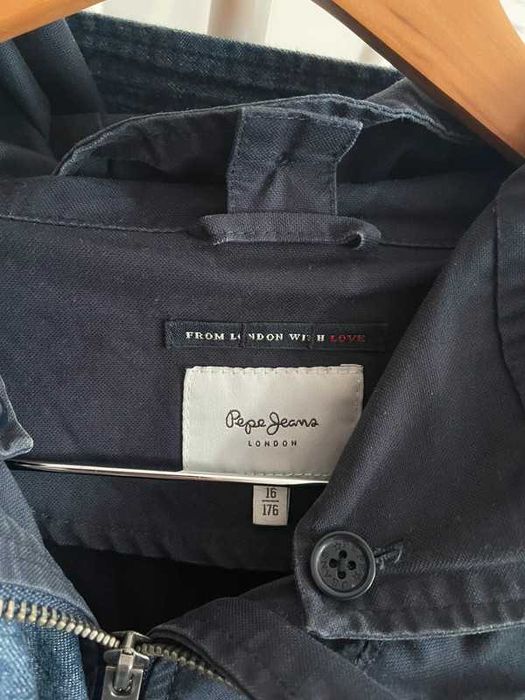 FROM LONDON WITH LOVE
Pepe Jeans
LONDON
16
176